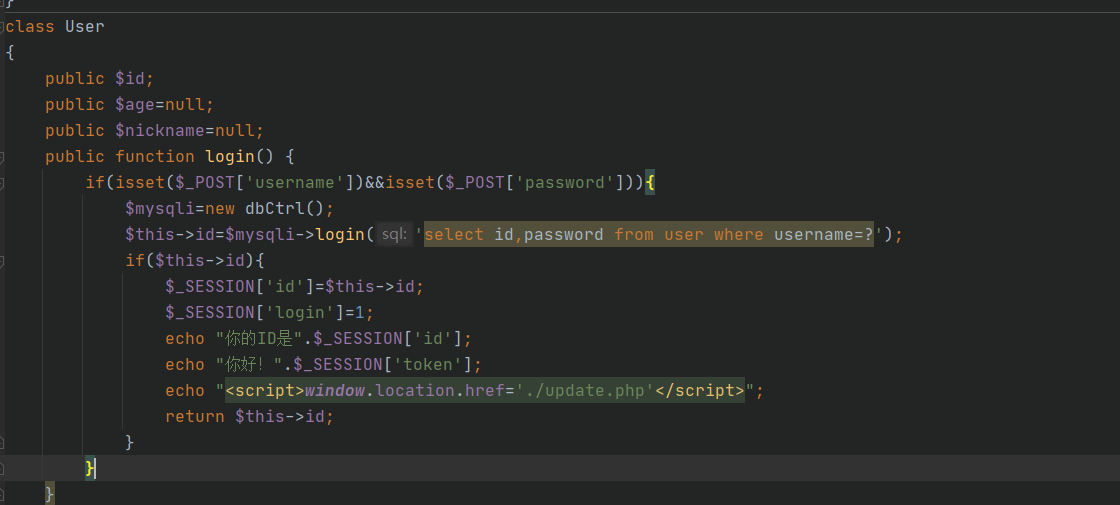 }
class User
{
    public $id;
    public $age=null;
    public $nickname=null;
    public function login() {
        if(isset($_POST['username'])&&isset($_POST['password'])){
            $mysqli=new dbCtrl();
            $this->id=$mysqli->login( sql: 'select id,password from user where username=?');
            if($this->id){
                $_SESSION['id']=$this->id;
                $_SESSION['login']=1;
                echo "你的ID是".$_SESSION['id'];
                echo "你好！".$_SESSION['token'];
                echo "<script>window.location.href='./update.php'</script>";
                return $this->id;
            }
        }
    }